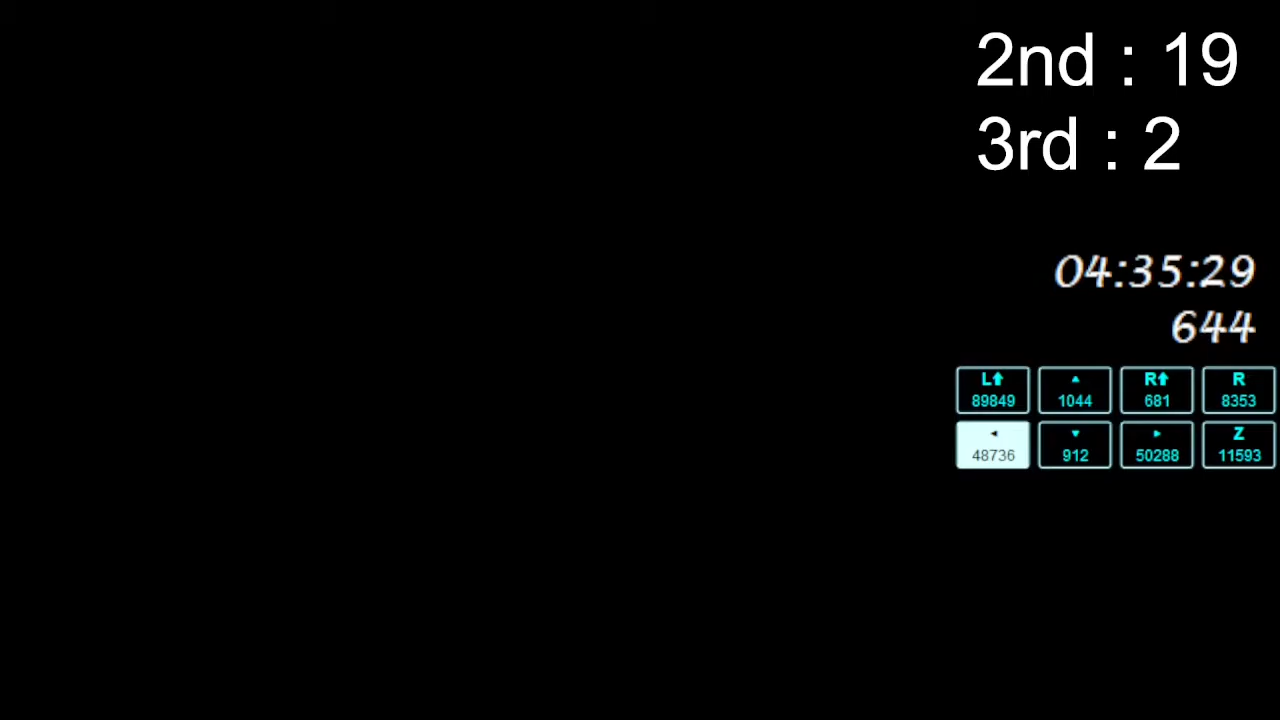 2nd : 19
3rd : 2
04:35:29
644
L⬆ ▲ R⬆ R
89849 1044 681 8353
◄ ▼ ► Z
48736 912 50288 11593